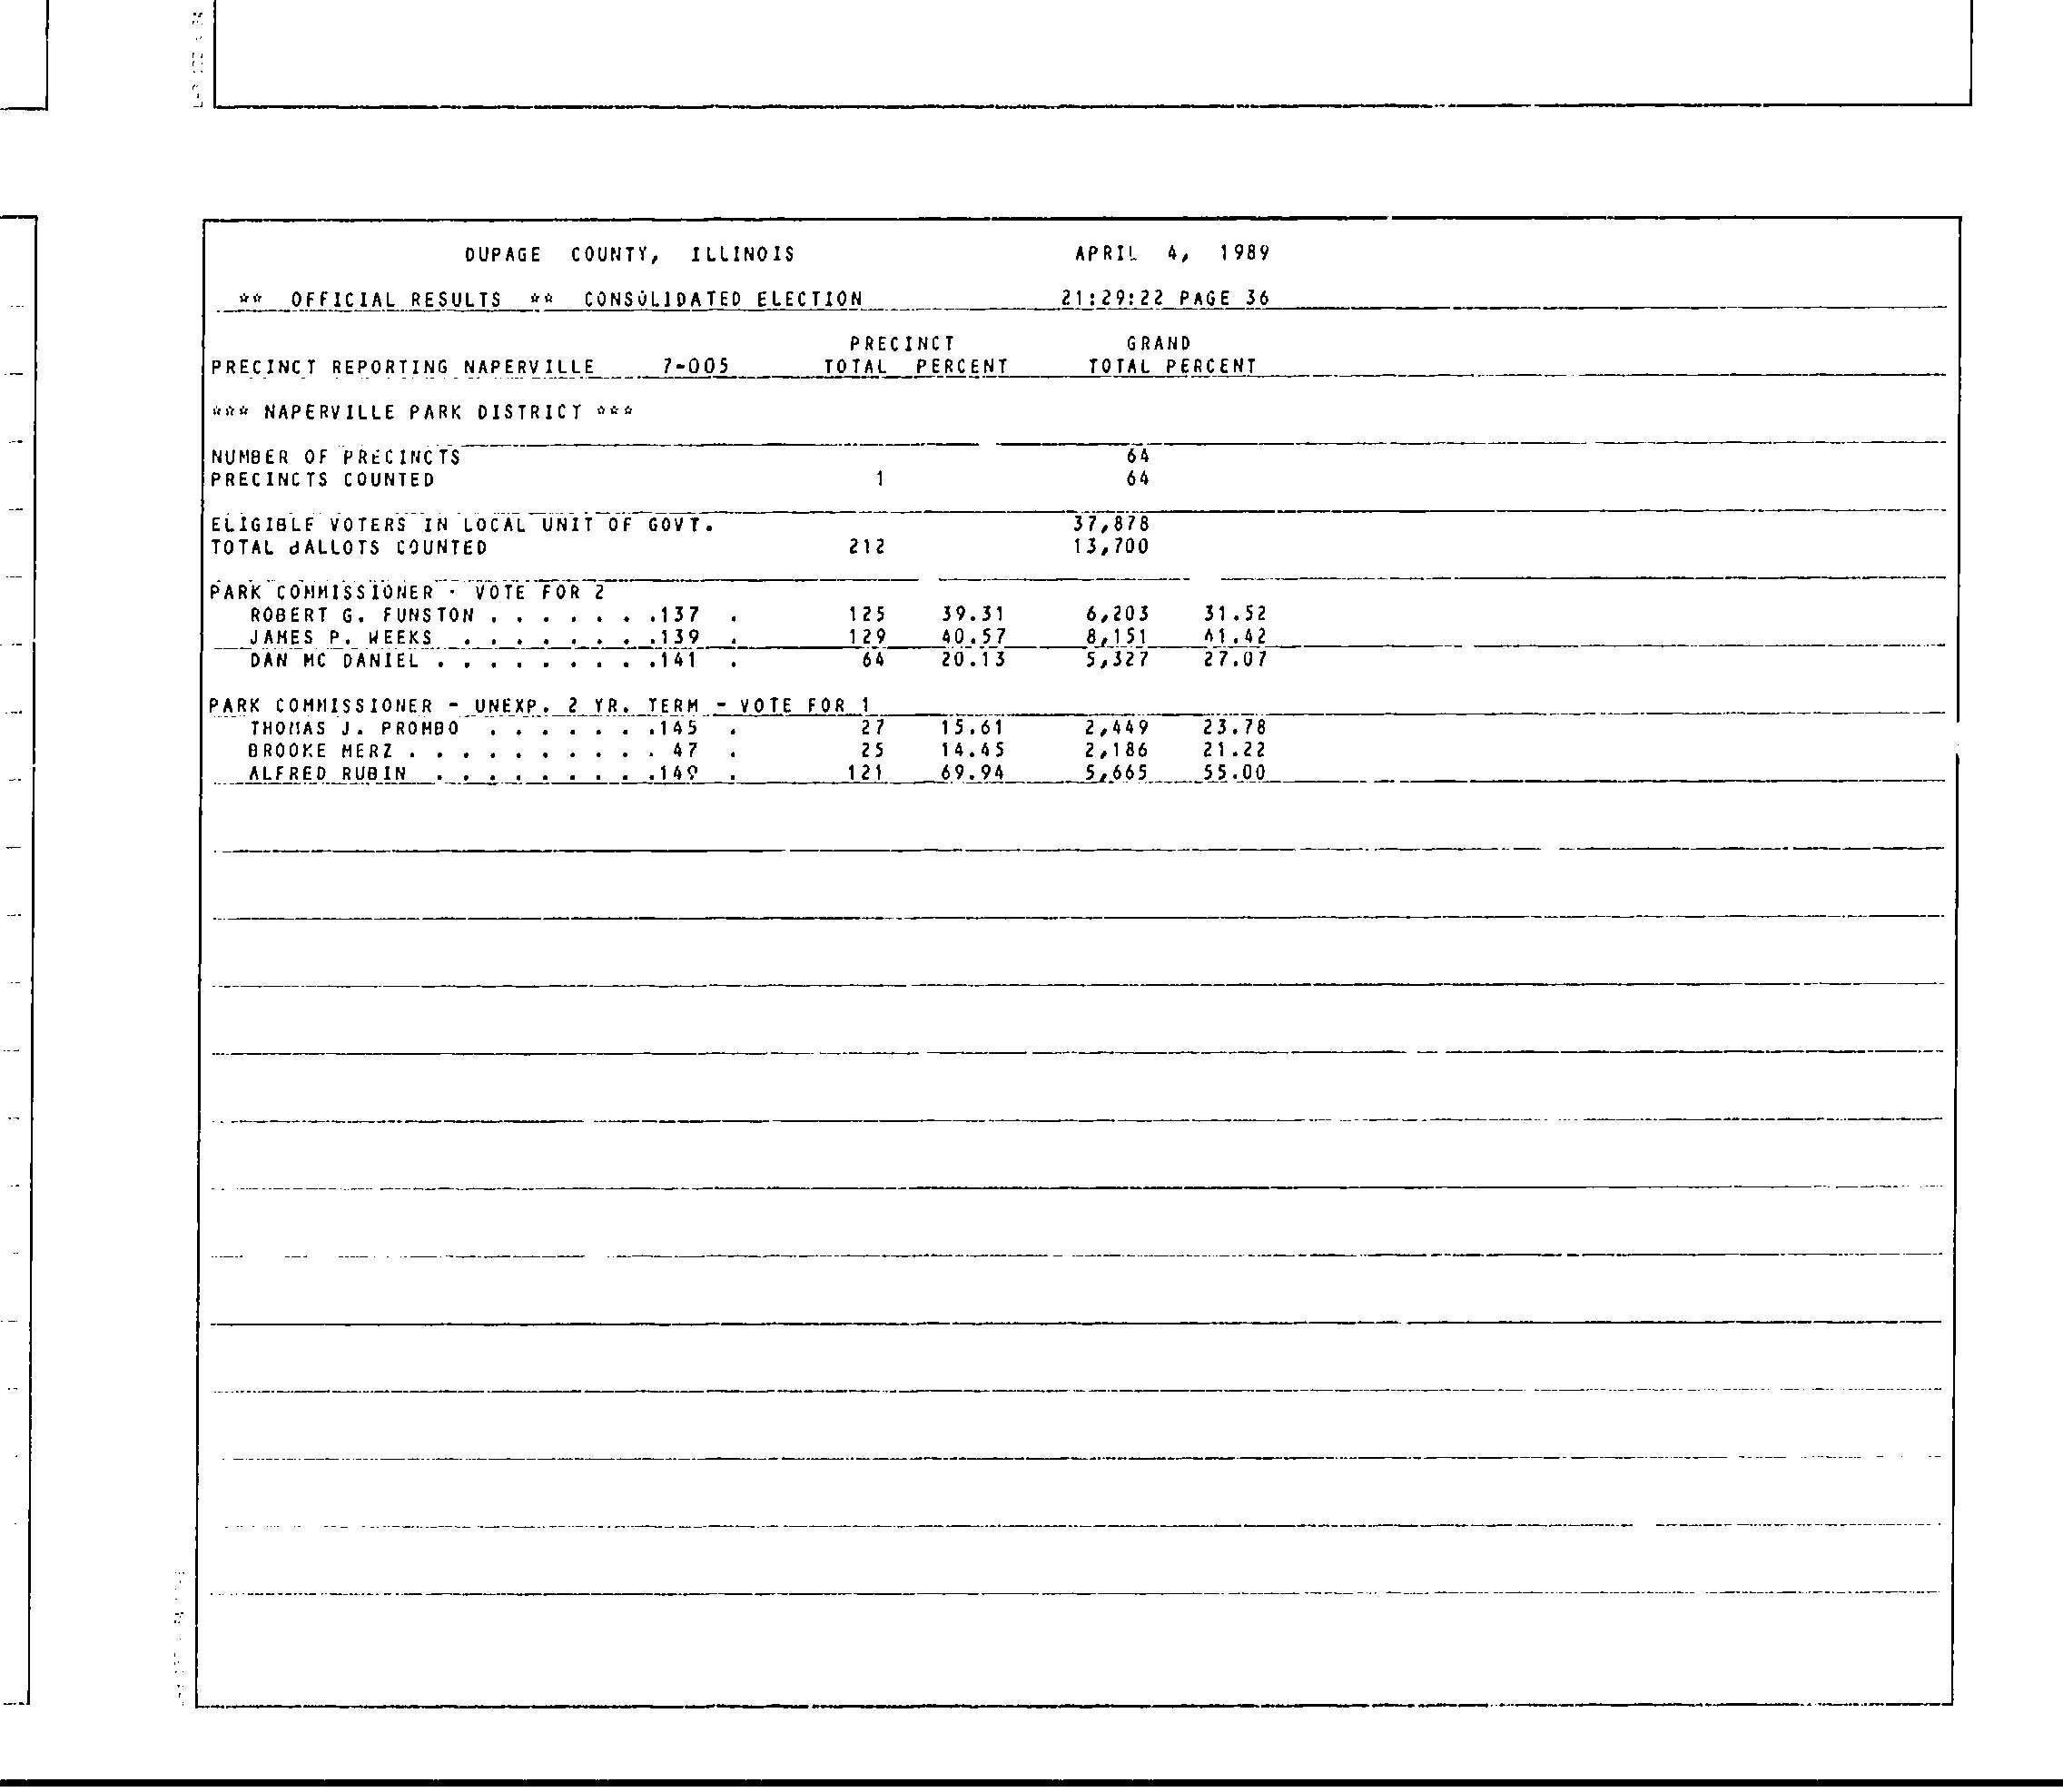 DUPAGE COUNTY, ILLINOIS APRIL 4, 1989
** OFFICIAL RESULTS ** CONSOLIDATED ELECTION 21:29:22 PAGE 36
PRECINCT GRAND
PRECINCT REPORTING NAPERVILLE 7-005 TOTAL PERCENT TOTAL PERCENT
*** NAPERVILLE PARK DISTRICT ***
NUMBER OF PRECINCTS 64
PRECINCTS COUNTED 1 64
ELIGIBLE VOTERS IN LOCAL UNIT OF GOVT. 37,878
TOTAL BALLOTS COUNTED 212 13,700
PARK COMMISSIONER - VOTE FOR 2
ROBERT G. FUNSTON . . . . . . .137 . 125 39.31 6,203 31.52
JAMES P. WEEKS . . . . . . . .139 . 129 40.57 8,151 41.42
DAN MC DANIEL . . . . . . . . .141 . 64 20.13 5,327 27.07
PARK COMMISSIONER - UNEXP. 2 YR. TERM - VOTE FOR 1
THOMAS J. PROMBO . . . . . . .145 . 27 15.61 2,449 23.78
BROOKE MERZ . . . . . . . . . . 47 . 25 14.45 2,186 21.22
ALFRED RUBIN . . . . . . . . .149 . 121 69.94 5,665 55.00